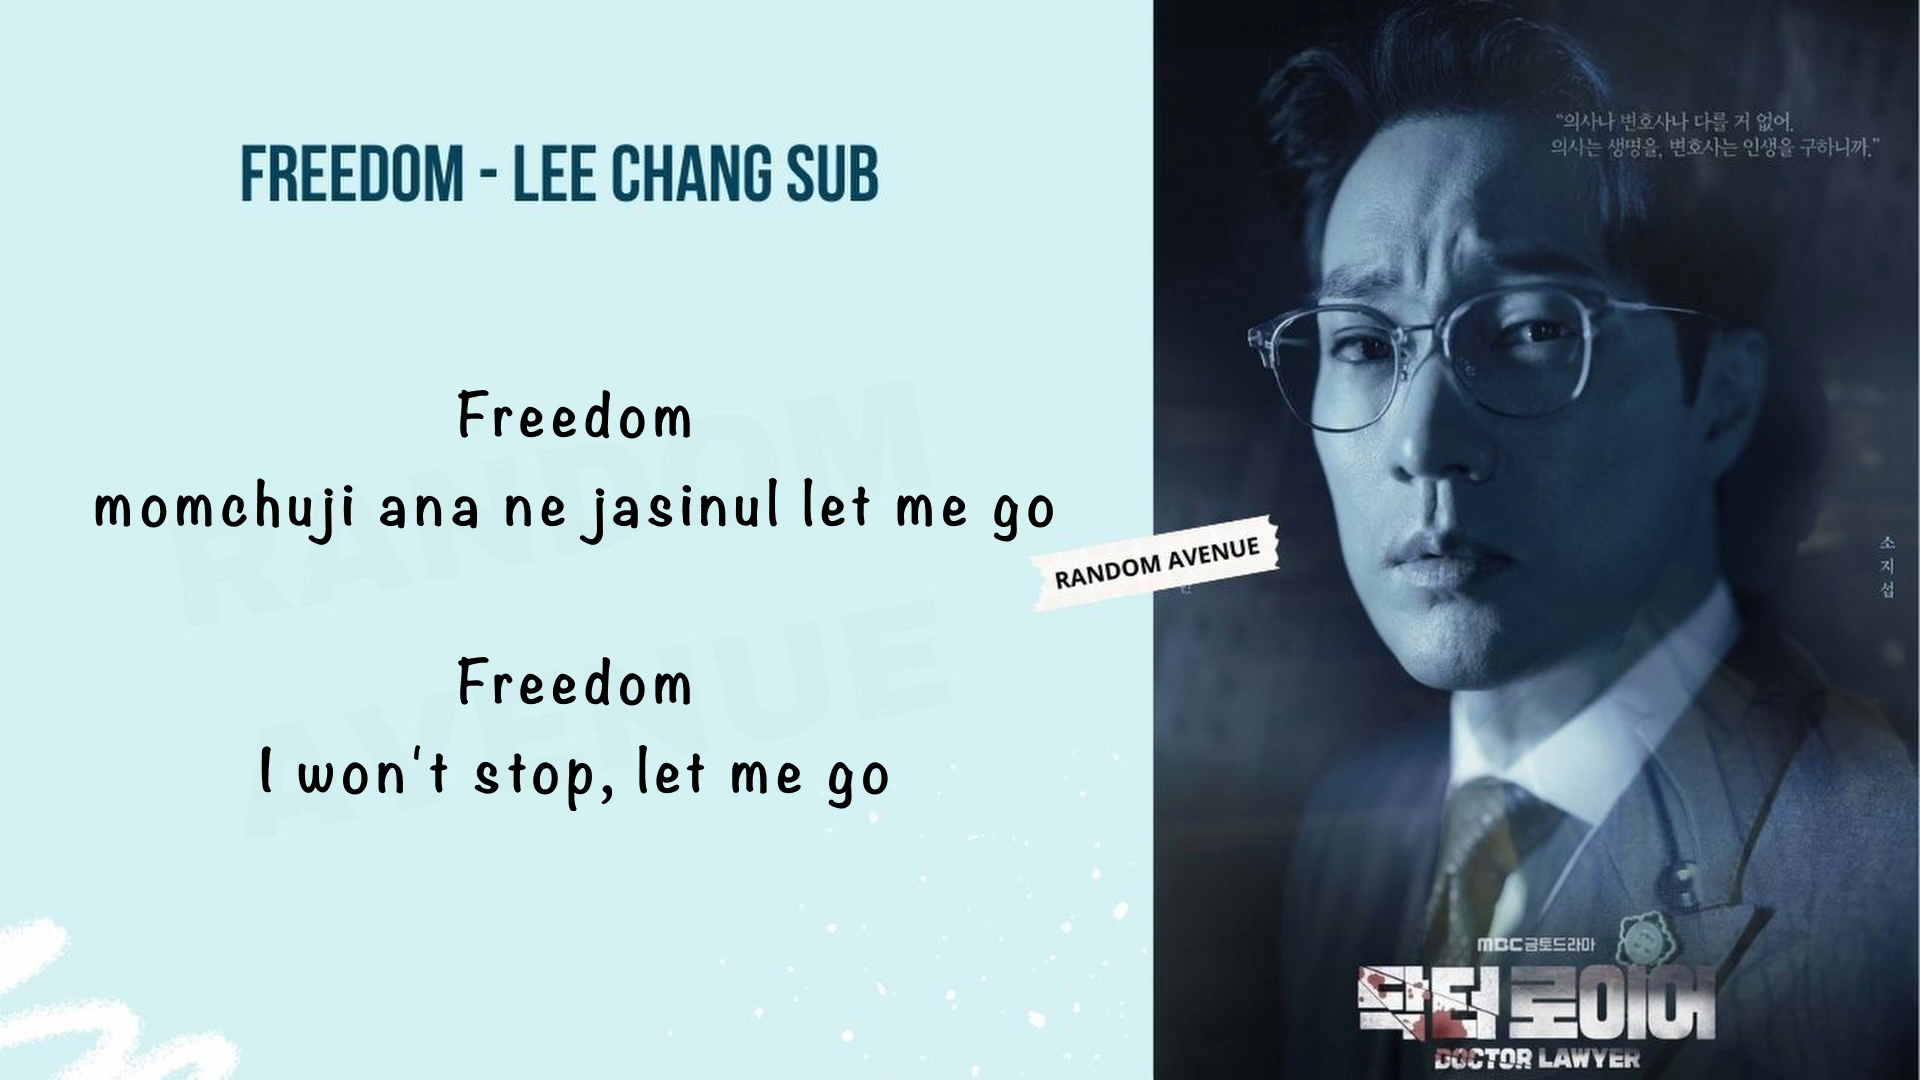 FREEDOM - LEE CHANG SUB
Freedom
momchuji ana ne jasinul let me go
Freedom
I won't stop, let me go
RANDOM AVENUE
RANDOM
AVENUE
"의사나 변호사나 다를 거 없어.
의사는 생명을, 변호사는 인생을 구하니까."
소지섭
MBC금토드라마
닥터로이어
DOCTOR LAWYER